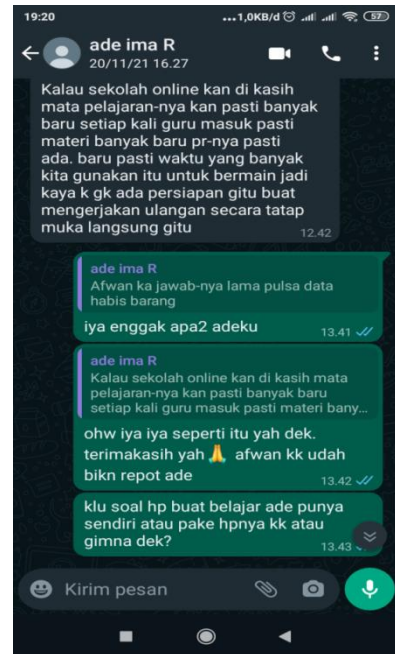 19:20
1,0KB/d
57
ade ima R
20/11/21 16.27
Kalau sekolah online kan di kasih
mata pelajaran-nya kan pasti banyak
baru setiap kali guru masuk pasti
materi banyak baru pr-nya pasti
ada. baru pasti waktu yang banyak
kita gunakan itu untuk bermain jadi
kaya k gk ada persiapan gitu buat
mengerjakan ulangan secara tatap
muka langsung gitu
12.42
ade ima R
Afwan ka jawab-nya lama pulsa data
habis barang
iya enggak apa2 adeku
13.41
ade ima R
Kalau sekolah online kan di kasih mata
pelajaran-nya kan pasti banyak baru
setiap kali guru masuk pasti materi bany...
ohw iya iya seperti itu yah dek.
terimakasih yah 🙏 afwan kk udah
bikn repot ade
13.42
klu soal hp buat belajar ade punya
sendiri atau pake hpnya kk atau
gimna dek?
13.43
Kirim pesan